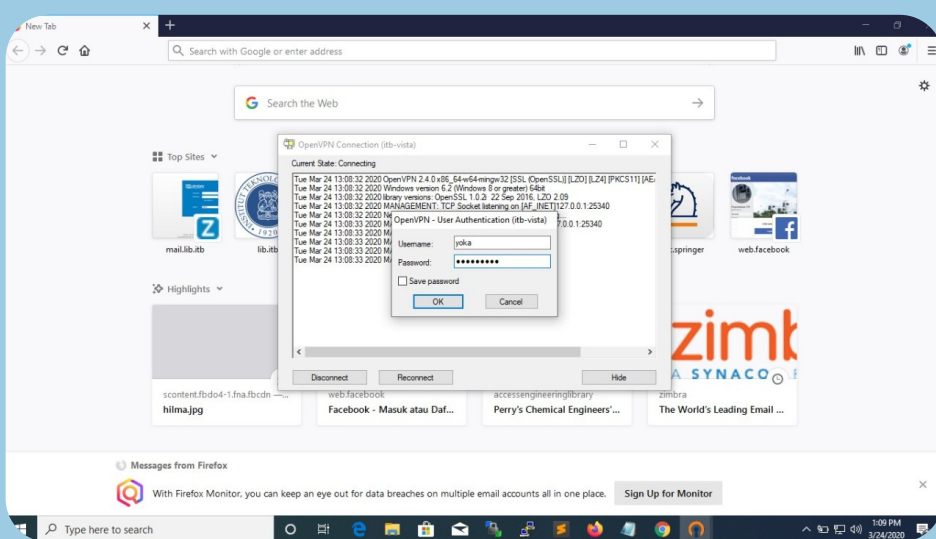 New Tab
Search with Google or enter address
Search the Web
Top Sites
mail.lib.itb
lib.itb
.springer
web.facebook
OpenVPN Connection (itb-vista)
Current State: Connecting
Tue Mar 24 13:08:32 2020 OpenVPN 2.4.0 x86_64-w64-mingw32 [SSL (OpenSSL)] [LZO] [LZ4] [PKCS11] [AE
Tue Mar 24 13:08:32 2020 Windows version 6.2 (Windows 8 or greater) 64bit
Tue Mar 24 13:08:32 2020 library versions: OpenSSL 1.0.2i 22 Sep 2016, LZO 2.09
Tue Mar 24 13:08:32 2020 MANAGEMENT: TCP Socket listening on [AF_INET]127.0.0.1:25340
Tue Mar 24 13:08:32 2020 Ne
Tue Mar 24 13:08:32 2020 M 7.0.0.1:25340
Tue Mar 24 13:08:33 2020 M
Tue Mar 24 13:08:33 2020 M
Tue Mar 24 13:08:33 2020 M
Tue Mar 24 13:08:33 2020 M
OpenVPN - User Authentication (itb-vista)
Username: yoka
Password:
Save password
OK Cancel
Disconnect Reconnect Hide
Highlights
zimb
A SYNACO
scontent.fbdo4-1.fna.fbcdn —...
hilma.jpg
web.facebook
Facebook - Masuk atau Daf...
accessengineeringlibrary
Perry's Chemical Engineers'...
zimbra
The World's Leading Email ...
Messages from Firefox
With Firefox Monitor, you can keep an eye out for data breaches on multiple email accounts all in one place. Sign Up for Monitor
Type here to search
1:09 PM
3/24/2020